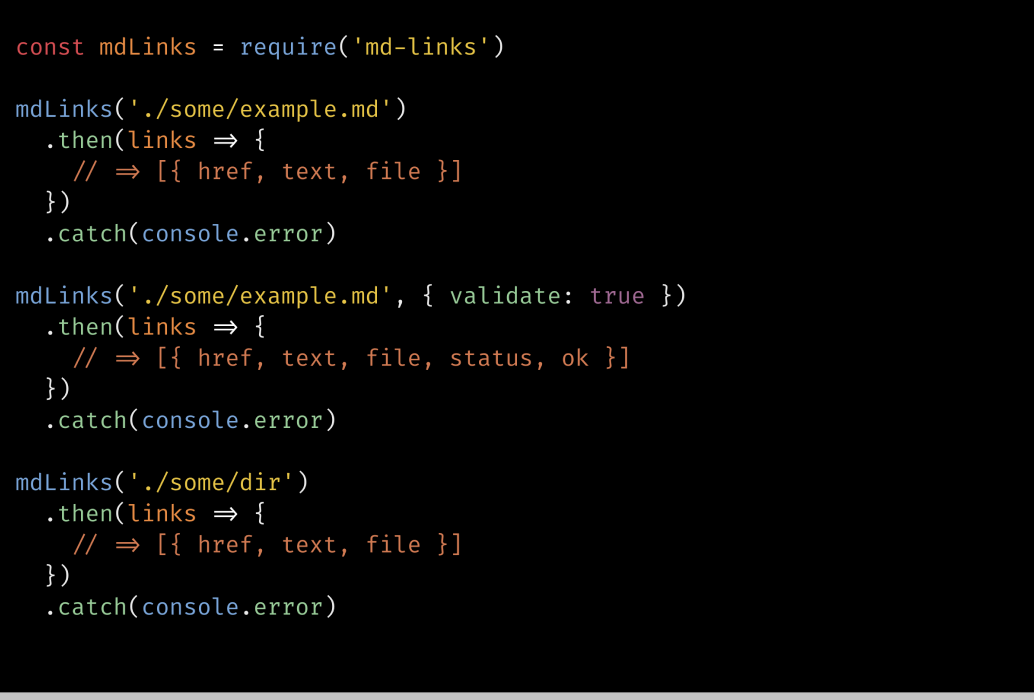 const mdLinks = require('md-links')

mdLinks('./some/example.md')
  .then(links => {
    // => [{ href, text, file }]
  })
  .catch(console.error)

mdLinks('./some/example.md', { validate: true })
  .then(links => {
    // => [{ href, text, file, status, ok }]
  })
  .catch(console.error)

mdLinks('./some/dir')
  .then(links => {
    // => [{ href, text, file }]
  })
  .catch(console.error)